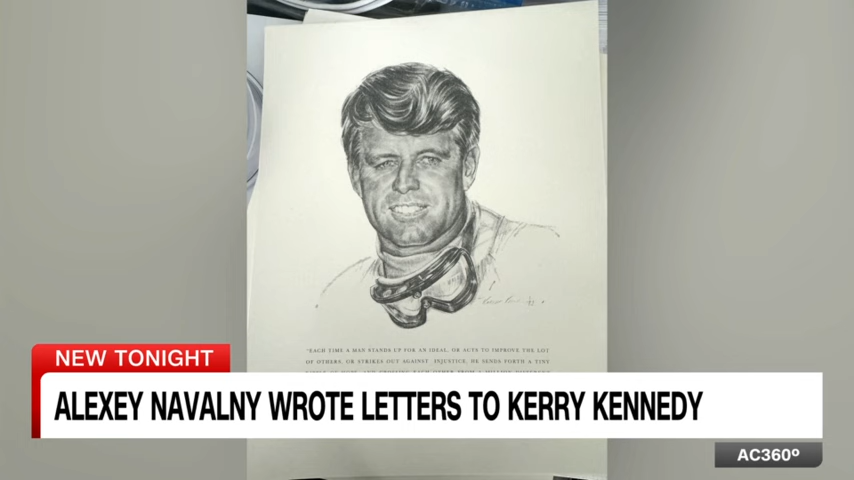 "EACH TIME A MAN STANDS UP FOR AN IDEAL, OR ACTS TO IMPROVE THE LOT
OF OTHERS, OR STRIKES OUT AGAINST INJUSTICE, HE SENDS FORTH A TINY
NEW TONIGHT
ALEXEY NAVALNY WROTE LETTERS TO KERRY KENNEDY
AC360º